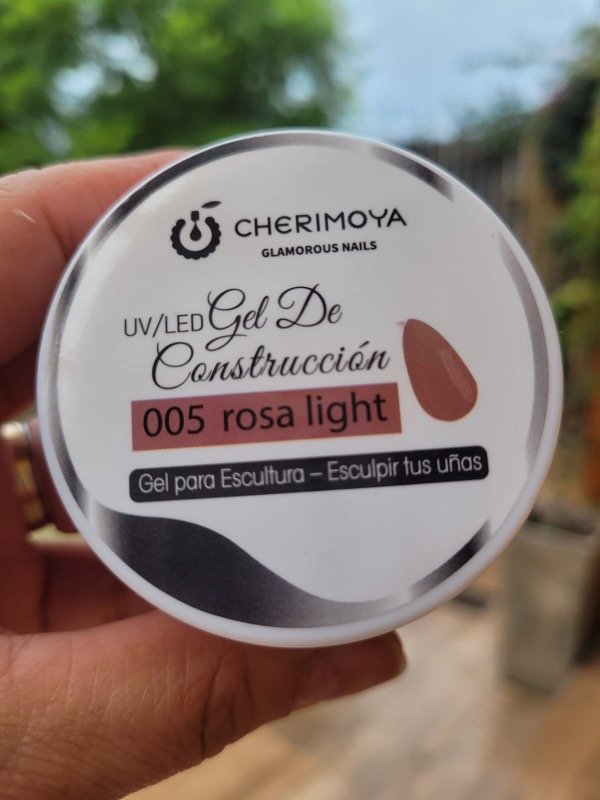 CHERIMOYA
GLAMOROUS NAILS
UV/LED Gel De
Construcción
005 rosa light
Gel para Escultura – Esculpir tus uñas